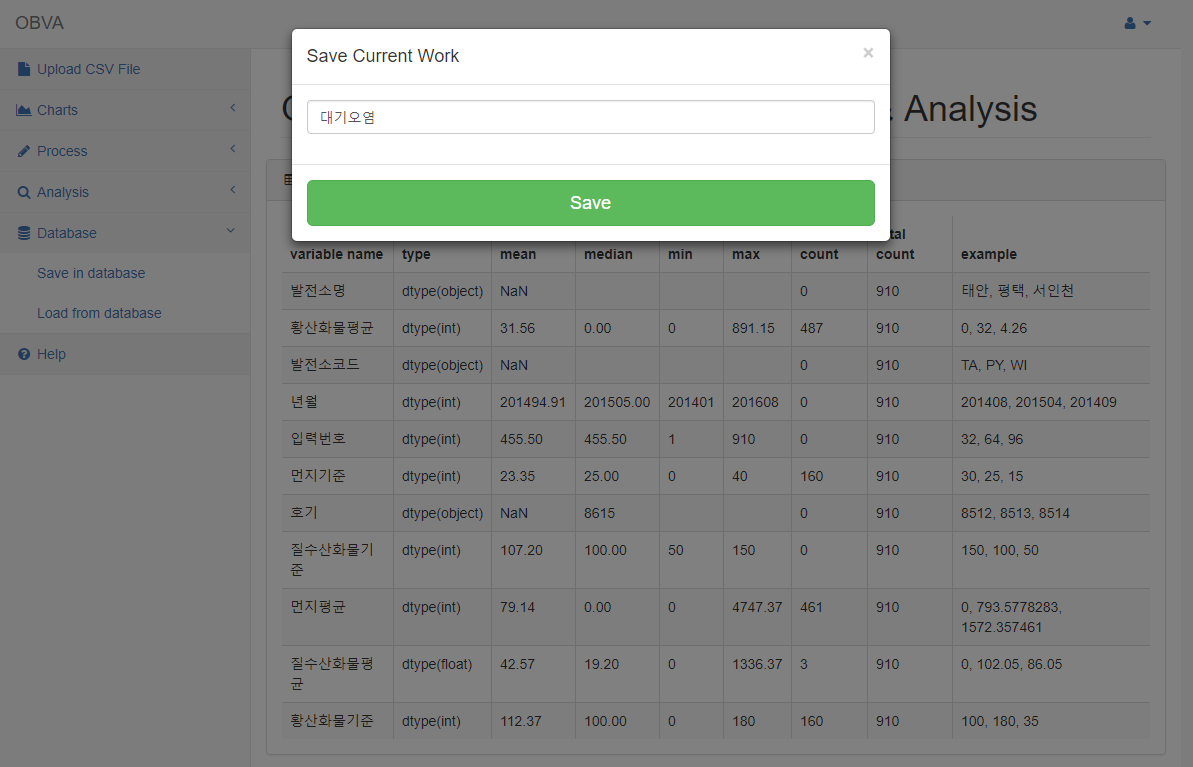 OBVA
Save Current Work ×
대기오염
Save
Upload CSV File
Charts
Process
Analysis
Database
Save in database
Load from database
Help
& Analysis
variable name type mean median min max count count example
발전소명 dtype(object) NaN 0 910 태안, 평택, 서인천
황산화물평균 dtype(int) 31.56 0.00 0 891.15 487 910 0, 32, 4.26
발전소코드 dtype(object) NaN 0 910 TA, PY, WI
년월 dtype(int) 201494.91 201505.00 201401 201608 0 910 201408, 201504, 201409
입력번호 dtype(int) 455.50 455.50 1 910 0 910 32, 64, 96
먼지기준 dtype(int) 23.35 25.00 0 40 160 910 30, 25, 15
호기 dtype(object) NaN 8615 0 910 8512, 8513, 8514
질수산화물기 dtype(int) 107.20 100.00 50 150 0 910 150, 100, 50
준
먼지평균 dtype(int) 79.14 0.00 0 4747.37 461 910 0, 793.5778283,
1572.357461
질수산화물평 dtype(float) 42.57 19.20 0 1336.37 3 910 0, 102.05, 86.05
균
황산화물기준 dtype(int) 112.37 100.00 0 180 160 910 100, 180, 35